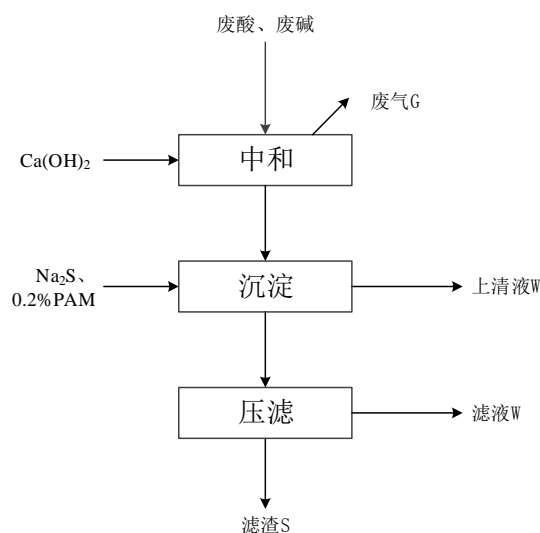 废酸、废碱
废气G
Ca(OH)₂
中和
Na₂S、
0.2%PAM
沉淀
上清液W
压滤
滤液W
滤渣S